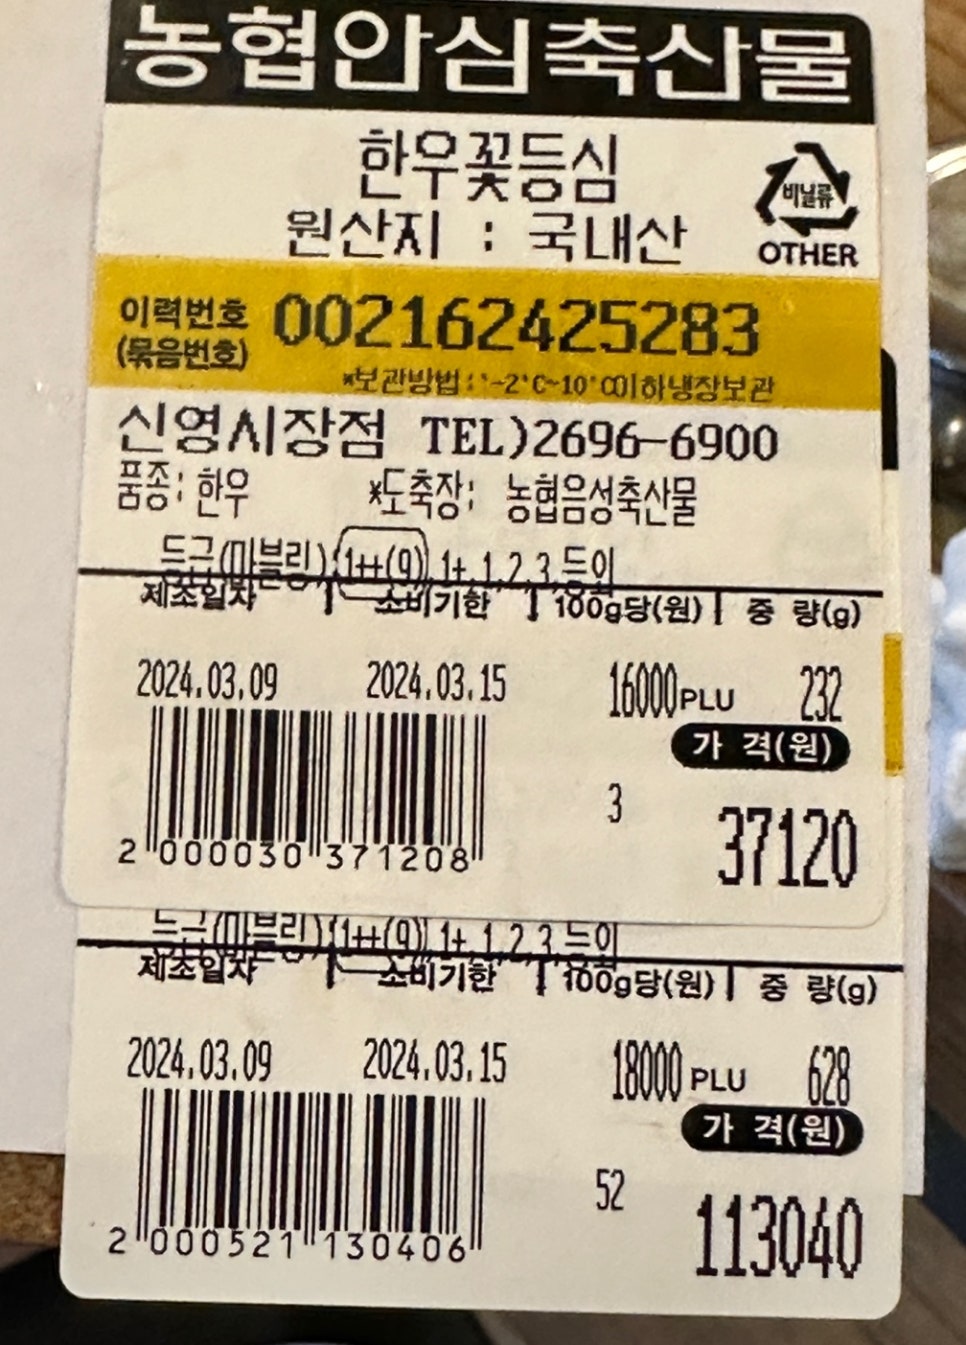 농협안심축산물
한우꽃등심
원산지 : 국내산
비닐류
OTHER
이력번호
(묶음번호)
002162425283
*보관방법:-2℃~10℃이하냉장보관
신영시장점 TEL)2696-6900
품종: 한우 *도축장: 농협음성축산물
등급(마블링):1++(9),1+,1,2,3,등외
제조일자 소비기한 100g당(원) 중 량(g)
2024.03.09 2024.03.15 16000 PLU 232
가 격(원)
3
37120
2 000030 371208
등급(마블링):1++(9),1+,1,2,3,등외
제조일자 소비기한 100g당(원) 중 량(g)
2024.03.09 2024.03.15 18000 PLU 628
가 격(원)
52
113040
2 000521 130406